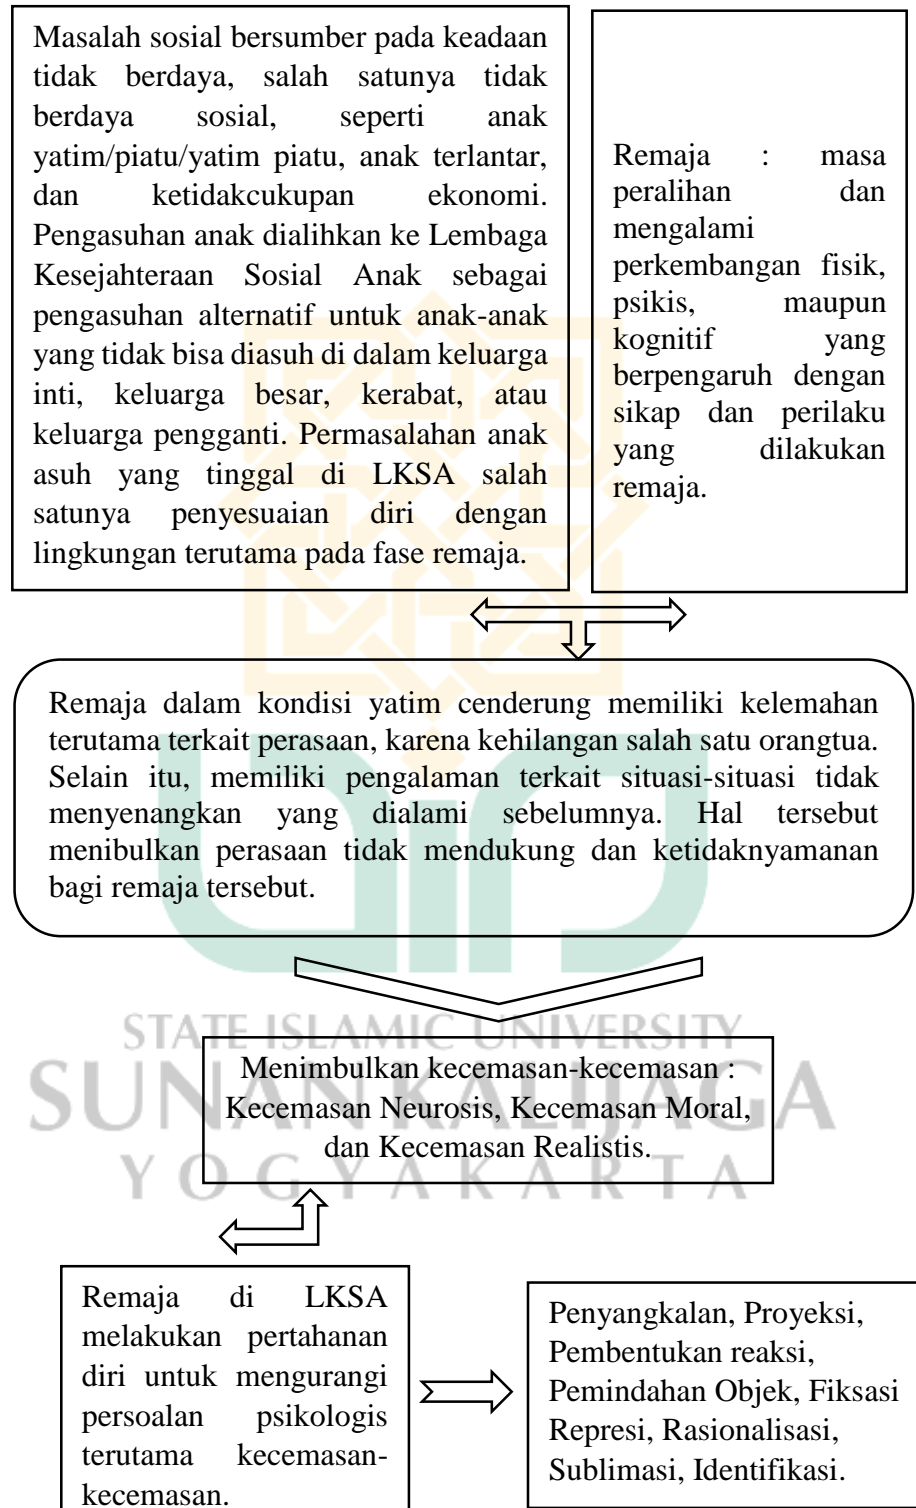 Masalah sosial bersumber pada keadaan
tidak berdaya, salah satunya tidak
berdaya sosial, seperti anak
yatim/piatu/yatim piatu, anak terlantar,
dan ketidakcukupan ekonomi.
Pengasuhan anak dialihkan ke Lembaga
Kesejahteraan Sosial Anak sebagai
pengasuhan alternatif untuk anak-anak
yang tidak bisa diasuh di dalam keluarga
inti, keluarga besar, kerabat, atau
keluarga pengganti. Permasalahan anak
asuh yang tinggal di LKSA salah
satunya penyesuaian diri dengan
lingkungan terutama pada fase remaja.
Remaja : masa
peralihan dan
mengalami
perkembangan fisik,
psikis, maupun
kognitif yang
berpengaruh dengan
sikap dan perilaku
yang dilakukan
remaja.
Remaja dalam kondisi yatim cenderung memiliki kelemahan
terutama terkait perasaan, karena kehilangan salah satu orangtua.
Selain itu, memiliki pengalaman terkait situasi-situasi tidak
menyenangkan yang dialami sebelumnya. Hal tersebut
menibulkan perasaan tidak mendukung dan ketidaknyamanan
bagi remaja tersebut.
STATE ISLAMIC UNIVERSITY
SUNAN KALIJAGA
YOGYAKARTA
Menimbulkan kecemasan-kecemasan :
Kecemasan Neurosis, Kecemasan Moral,
dan Kecemasan Realistis.
Remaja di LKSA
melakukan pertahanan
diri untuk mengurangi
persoalan psikologis
terutama kecemasan-
kecemasan.
Penyangkalan, Proyeksi,
Pembentukan reaksi,
Pemindahan Objek, Fiksasi
Represi, Rasionalisasi,
Sublimasi, Identifikasi.